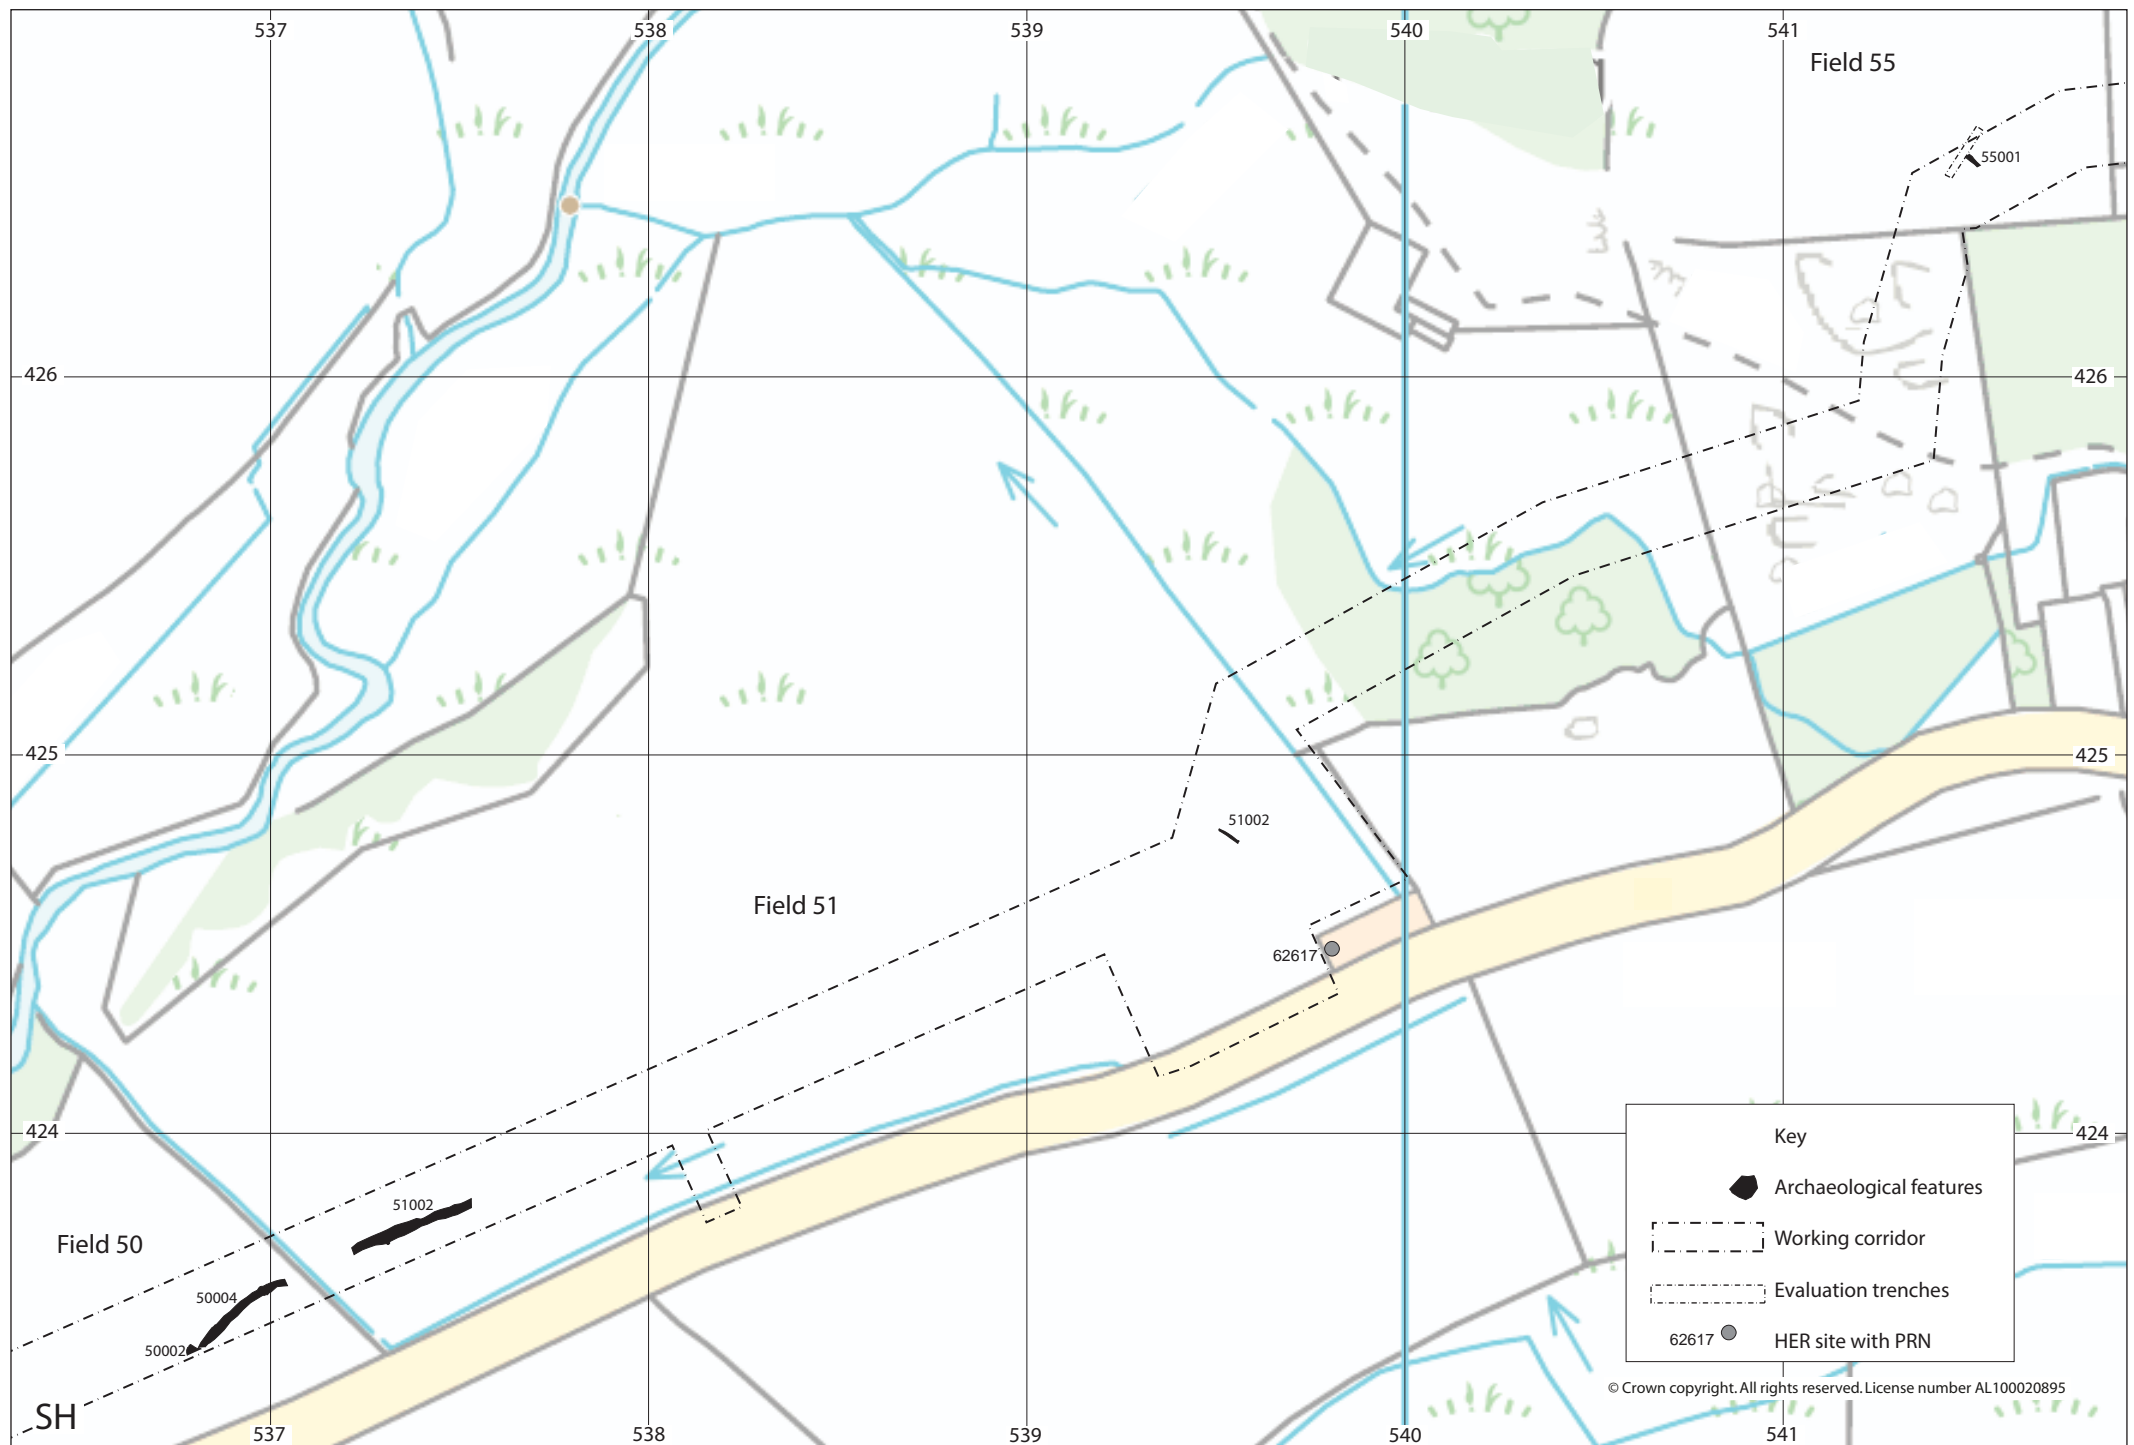 537
538
539
540
541
Field 55
55001
426
426
425
425
51002
Field 51
62617
424
424
51002
Field 50
50004
50002
SH
Key
Archaeological features
Working corridor
Evaluation trenches
62617
HER site with PRN
© Crown copyright. All rights reserved. License number AL100020895
537
538
539
540
541